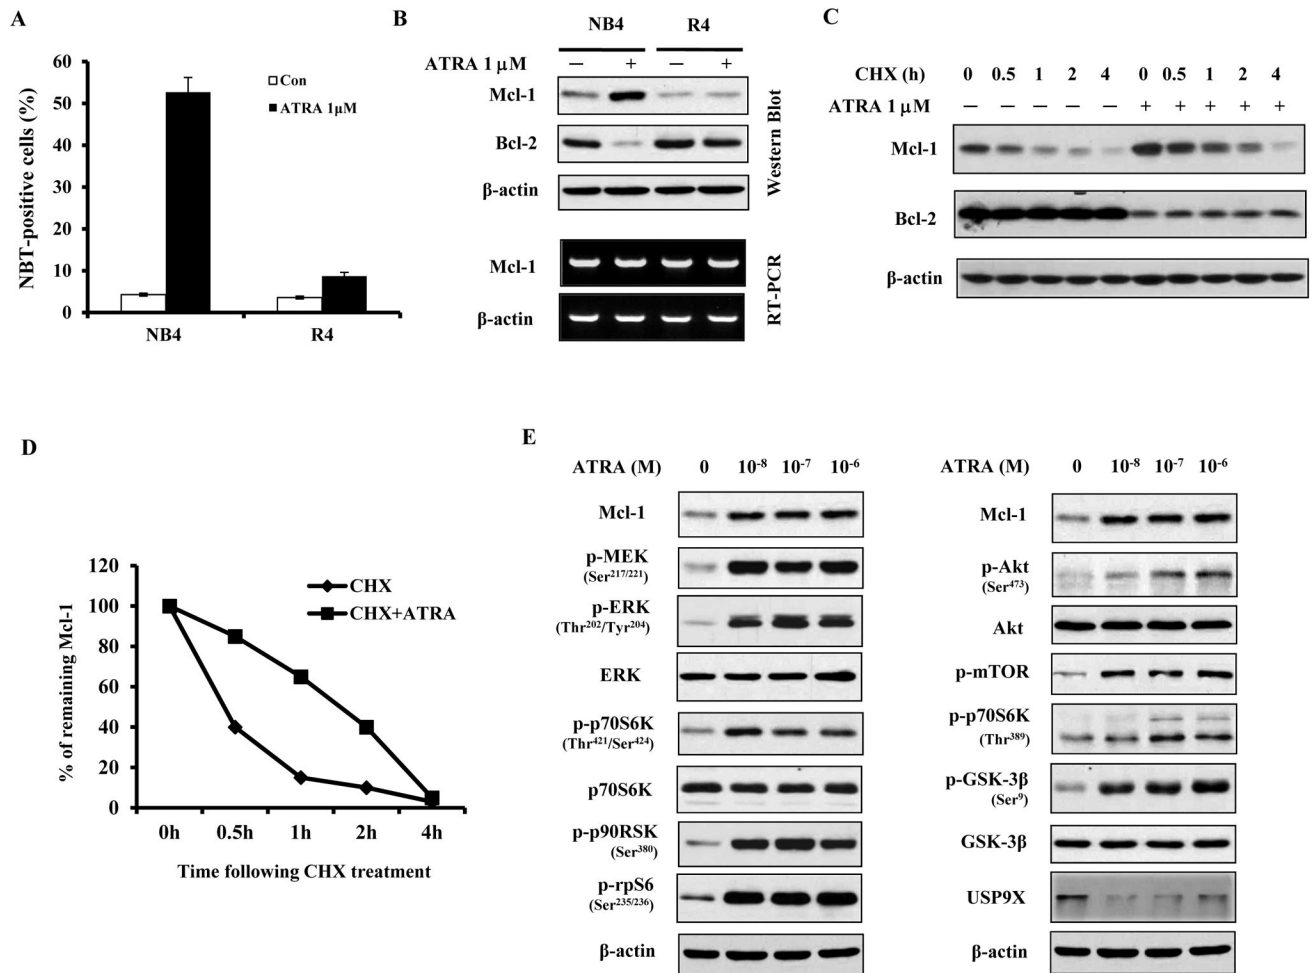 A
NBT-positive cells (%)
60
50
40
30
20
10
0
Con
ATRA 1μM
NB4
R4
B
NB4
R4
ATRA 1 μM
— + — +
Mcl-1
Bcl-2
β-actin
Western Blot
Mcl-1
β-actin
RT-PCR
C
CHX (h) 0 0.5 1 2 4 0 0.5 1 2 4
ATRA 1 μM — — — — — + + + + +
Mcl-1
Bcl-2
β-actin
D
% of remaining Mcl-1
120
100
80
60
40
20
0
CHX
CHX+ATRA
0h 0.5h 1h 2h 4h
Time following CHX treatment
E
ATRA (M) 0 10-8 10-7 10-6
Mcl-1
p-MEK
(Ser217/221)
p-ERK
(Thr202/Tyr204)
ERK
p-p70S6K
(Thr421/Ser424)
p70S6K
p-p90RSK
(Ser380)
p-rpS6
(Ser235/236)
β-actin
ATRA (M) 0 10-8 10-7 10-6
Mcl-1
p-Akt
(Ser473)
Akt
p-mTOR
p-p70S6K
(Thr389)
p-GSK-3β
(Ser9)
GSK-3β
USP9X
β-actin